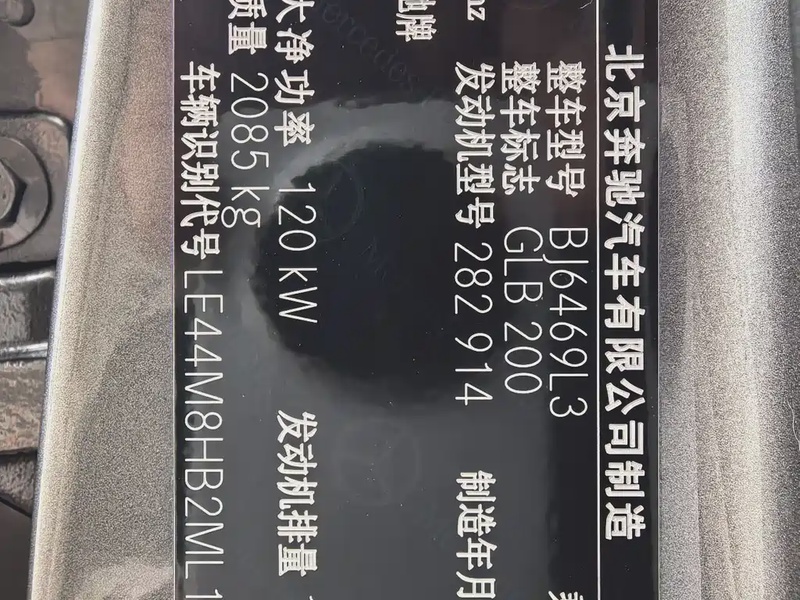 北京奔驰汽车有限公司制造
整车型号 BJ6469L3
整车标志 GLB 200
发动机型号 282 914 制造年月
大净功率 120 kW 发动机排量
质量 2085 kg
车辆识别代号 LE44M8HB2ML1